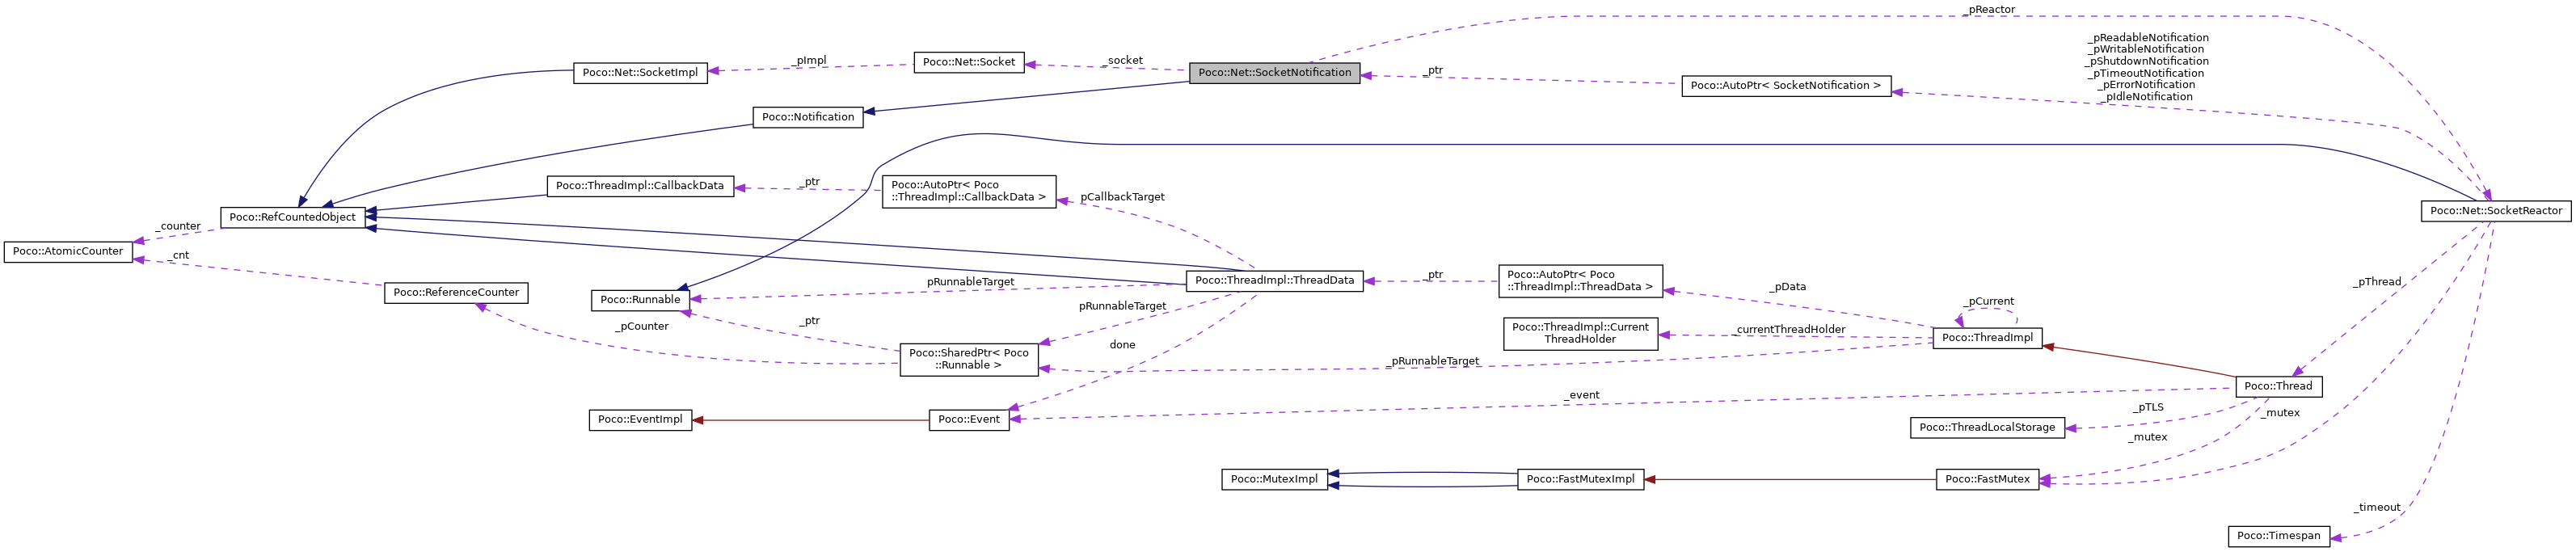 _pReactor
_pReadableNotification
_pWritableNotification
_pShutdownNotification
_pTimeoutNotification
_pErrorNotification
_pIdleNotification
_pImpl
Poco::Net::Socket
_socket
Poco::Net::SocketImpl
Poco::Net::SocketNotification
_ptr
Poco::AutoPtr< SocketNotification >
Poco::Notification
Poco::ThreadImpl::CallbackData
_ptr
Poco::AutoPtr< Poco
::ThreadImpl::CallbackData >
pCallbackTarget
Poco::RefCountedObject
Poco::Net::SocketReactor
_counter
Poco::AtomicCounter
_cnt
Poco::ReferenceCounter
Poco::Runnable
pRunnableTarget
Poco::ThreadImpl::ThreadData
_ptr
Poco::AutoPtr< Poco
::ThreadImpl::ThreadData >
_pData
_pCurrent
_pThread
pRunnableTarget
_pCounter
_ptr
Poco::SharedPtr< Poco
::Runnable >
done
Poco::ThreadImpl::Current
ThreadHolder
_currentThreadHolder
Poco::ThreadImpl
_pRunnableTarget
Poco::Thread
_event
Poco::EventImpl
Poco::Event
_pTLS
_mutex
Poco::ThreadLocalStorage
_mutex
Poco::MutexImpl
Poco::FastMutexImpl
Poco::FastMutex
_timeout
Poco::Timespan